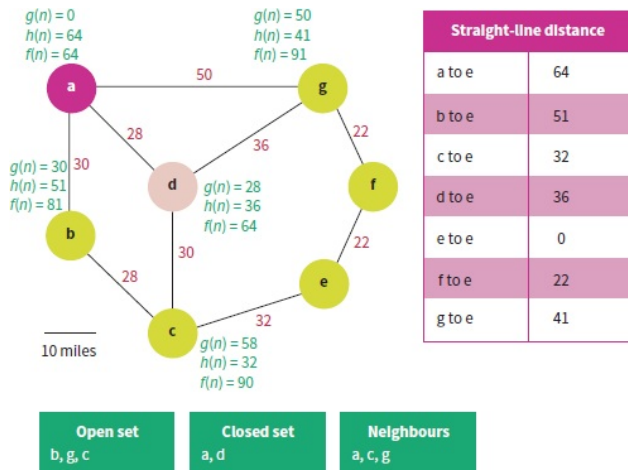 g(n) = 0
h(n) = 64
f(n) = 64
g(n) = 50
h(n) = 41
f(n) = 91
a
50
g
28
36
22
30
g(n) = 30
h(n) = 51
f(n) = 81
d
g(n) = 28
h(n) = 36
f(n) = 64
f
b
30
22
28
e
32
c
g(n) = 58
h(n) = 32
f(n) = 90
10 miles
Straight-line distance
a to e 64
b to e 51
c to e 32
d to e 36
e to e 0
f to e 22
g to e 41
Open set
b, g, c
Closed set
a, d
Neighbours
a, c, g